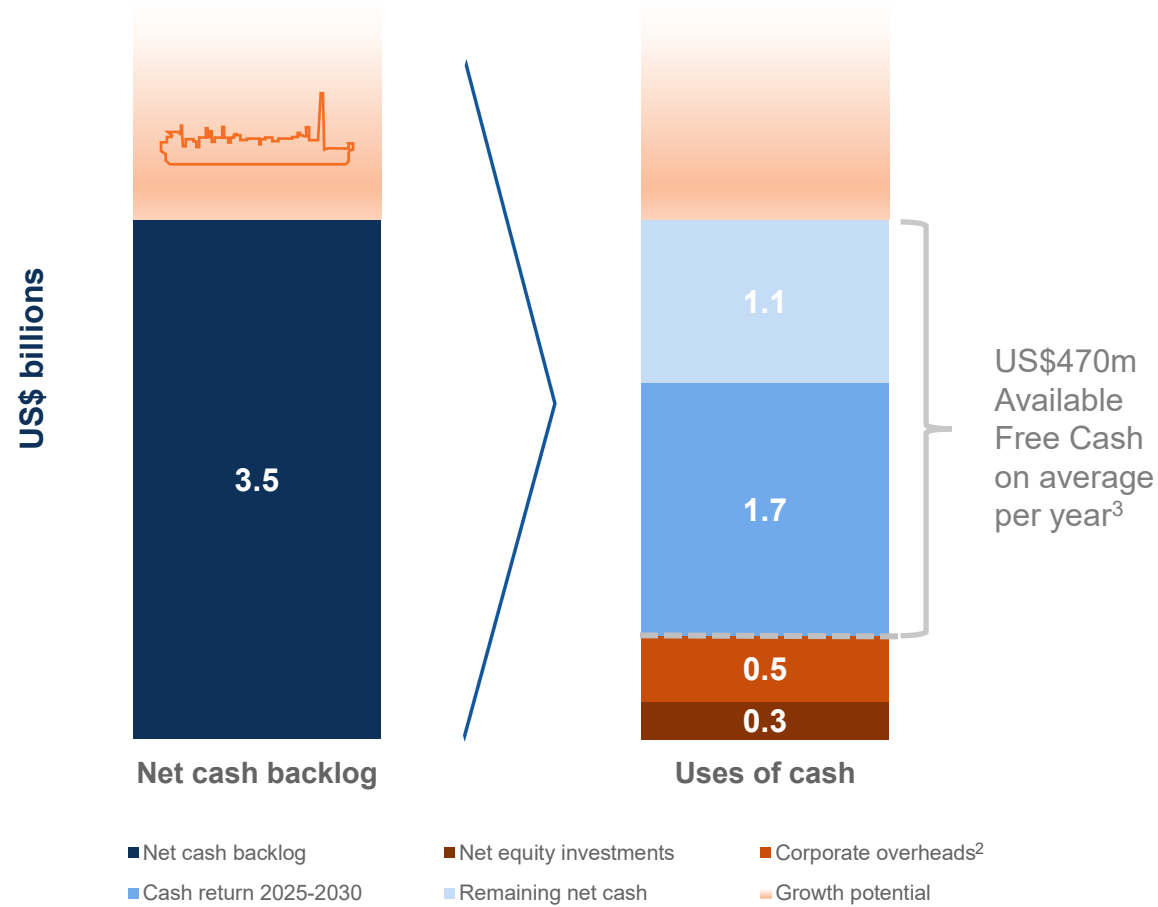 US$ billions
3.5
1.1
1.7
0.5
0.3
US$470m
Available
Free Cash
on average
per year³
Net cash backlog
Uses of cash
Net cash backlog
Net equity investments
Corporate overheads²
Cash return 2025-2030
Remaining net cash
Growth potential